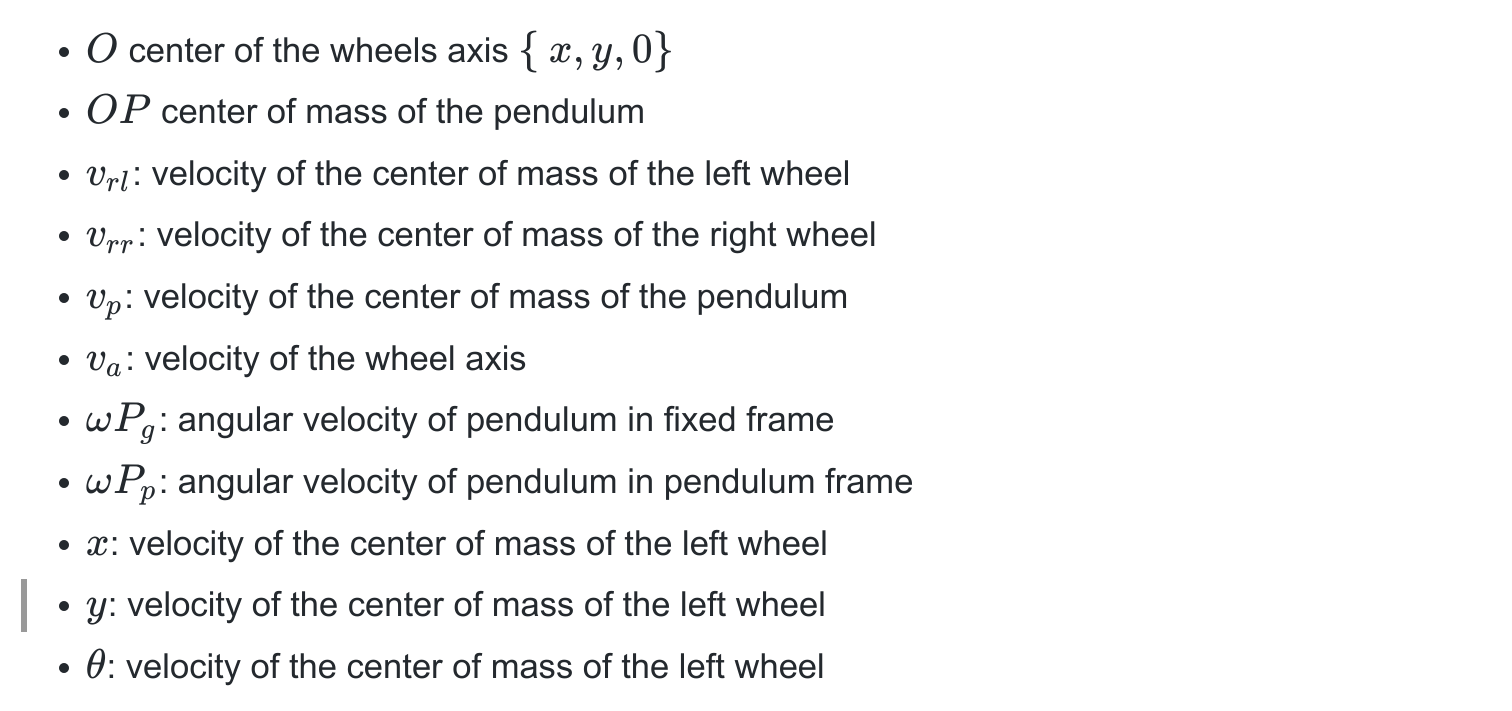 • O center of the wheels axis { x, y, 0}
• OP center of mass of the pendulum
• v_{rl}: velocity of the center of mass of the left wheel
• v_{rr}: velocity of the center of mass of the right wheel
• v_p: velocity of the center of mass of the pendulum
• v_a: velocity of the wheel axis
• ωP_g: angular velocity of pendulum in fixed frame
• ωP_p: angular velocity of pendulum in pendulum frame
• x: velocity of the center of mass of the left wheel
• y: velocity of the center of mass of the left wheel
• θ: velocity of the center of mass of the left wheel